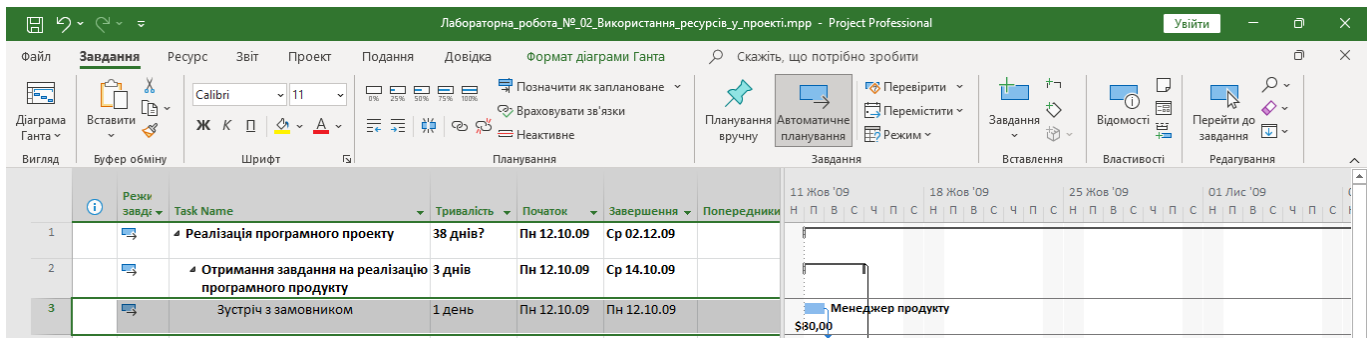 Лабораторна_робота_№_02_Використання_ресурсів_у_проекті.mpp - Project Professional
Увійти
Файл Завдання Ресурс Звіт Проект Подання Довідка Формат діаграми Ганта Скажіть, що потрібно зробити
Діаграма Ганта
Вигляд
Вставити
Буфер обміну
Calibri 11
Ж К П А
Шрифт
0% 25% 50% 75% 100%
Позначити як заплановане
Враховувати зв'язки
Неактивне
Планування
Планування вручну
Автоматичне планування
Перевірити
Перемістити
Режим
Завдання
Завдання
Вставлення
Відомості
Властивості
Перейти до завдання
Редагування
Режи завда Task Name Тривалість Початок Завершення Попередники
11 Жов '09 18 Жов '09 25 Жов '09 01 Лис '09
Н П В С Ч П С Н П В С Ч П С Н П В С Ч П С Н П В С Ч П С
1 Реалізація програмного проекту 38 днів? Пн 12.10.09 Ср 02.12.09
2 Отримання завдання на реалізацію 3 днів Пн 12.10.09 Ср 14.10.09
програмного продукту
3 Зустріч з замовником 1 день Пн 12.10.09 Пн 12.10.09 Менеджер продукту
$80,00